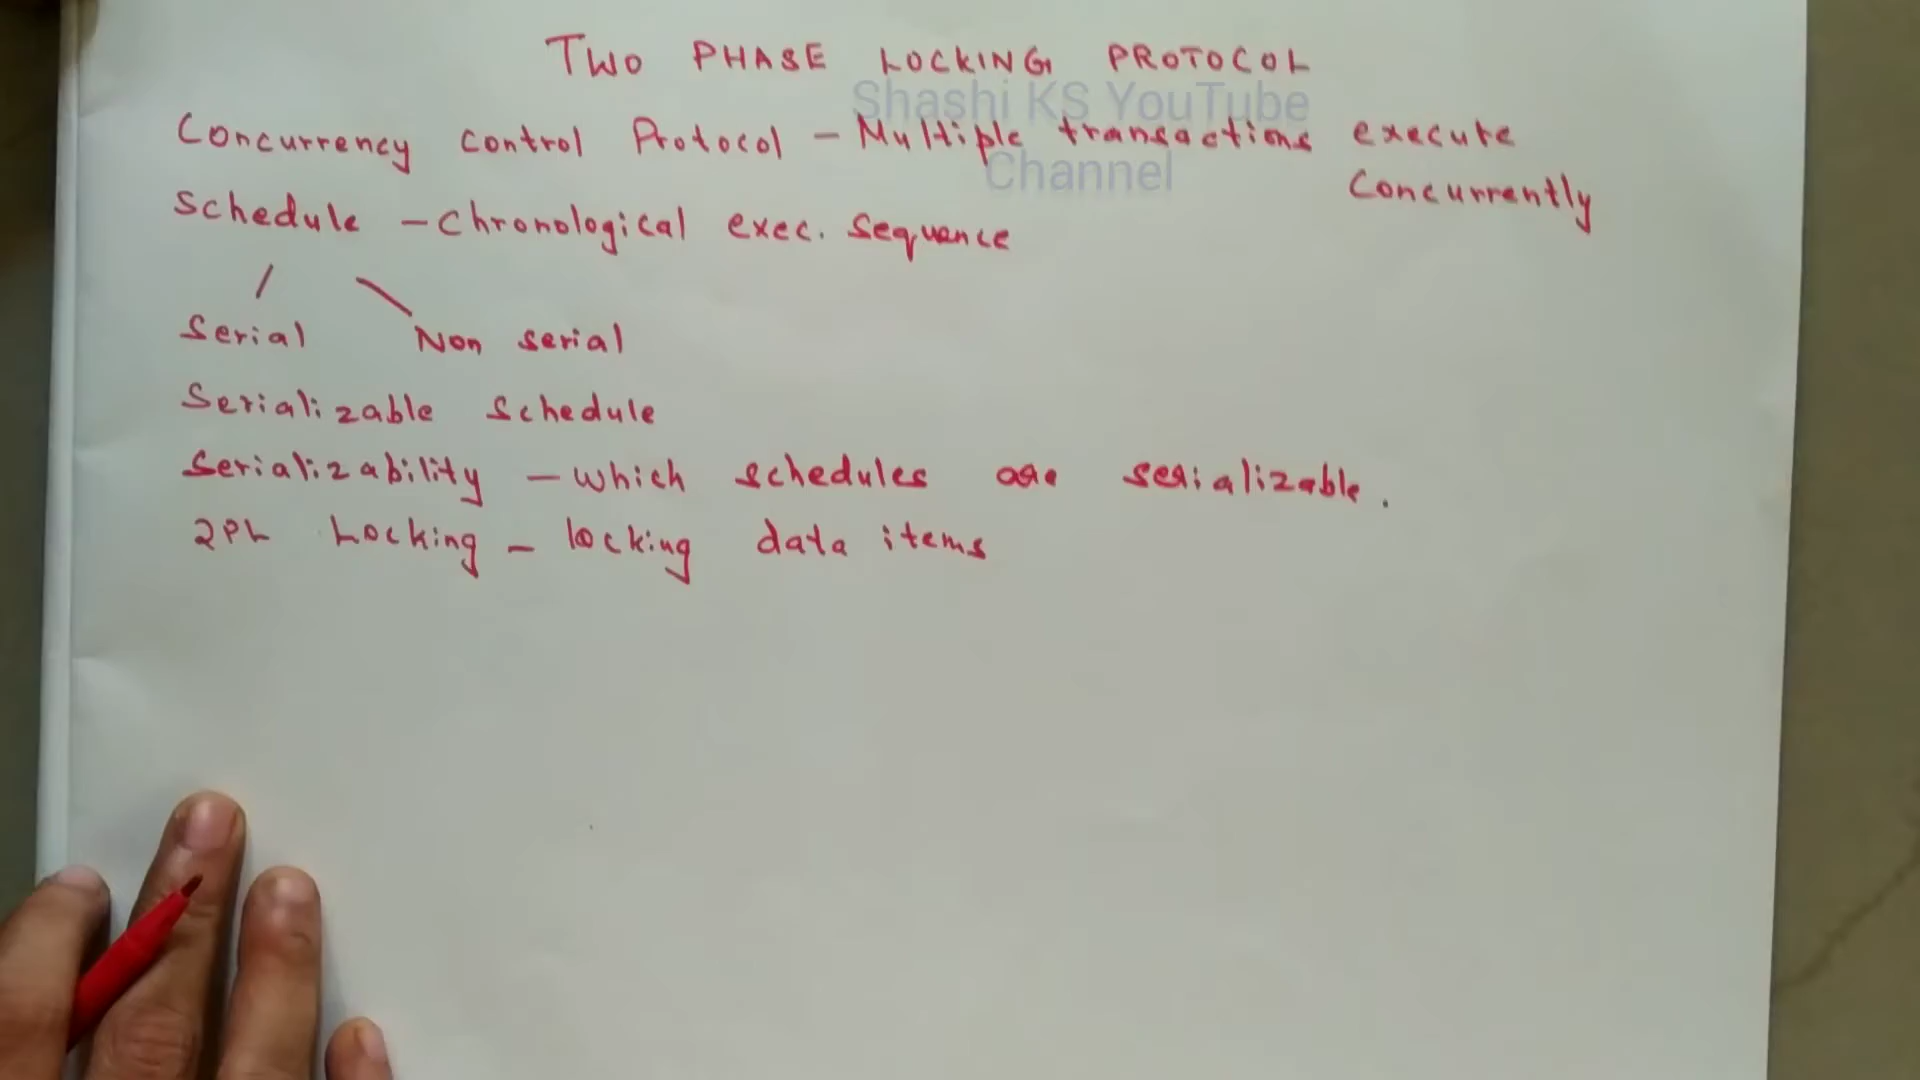 TWO PHASE LOCKING PROTOCOL
Shashi KS YouTube
Channel
Concurrency control Protocol - Multiple transactions execute
Concurrently
Schedule - Chronological exec. sequence
Serial Non serial
Serializable schedule
Serializability - which schedules are serializable.
2PL Locking - locking data items